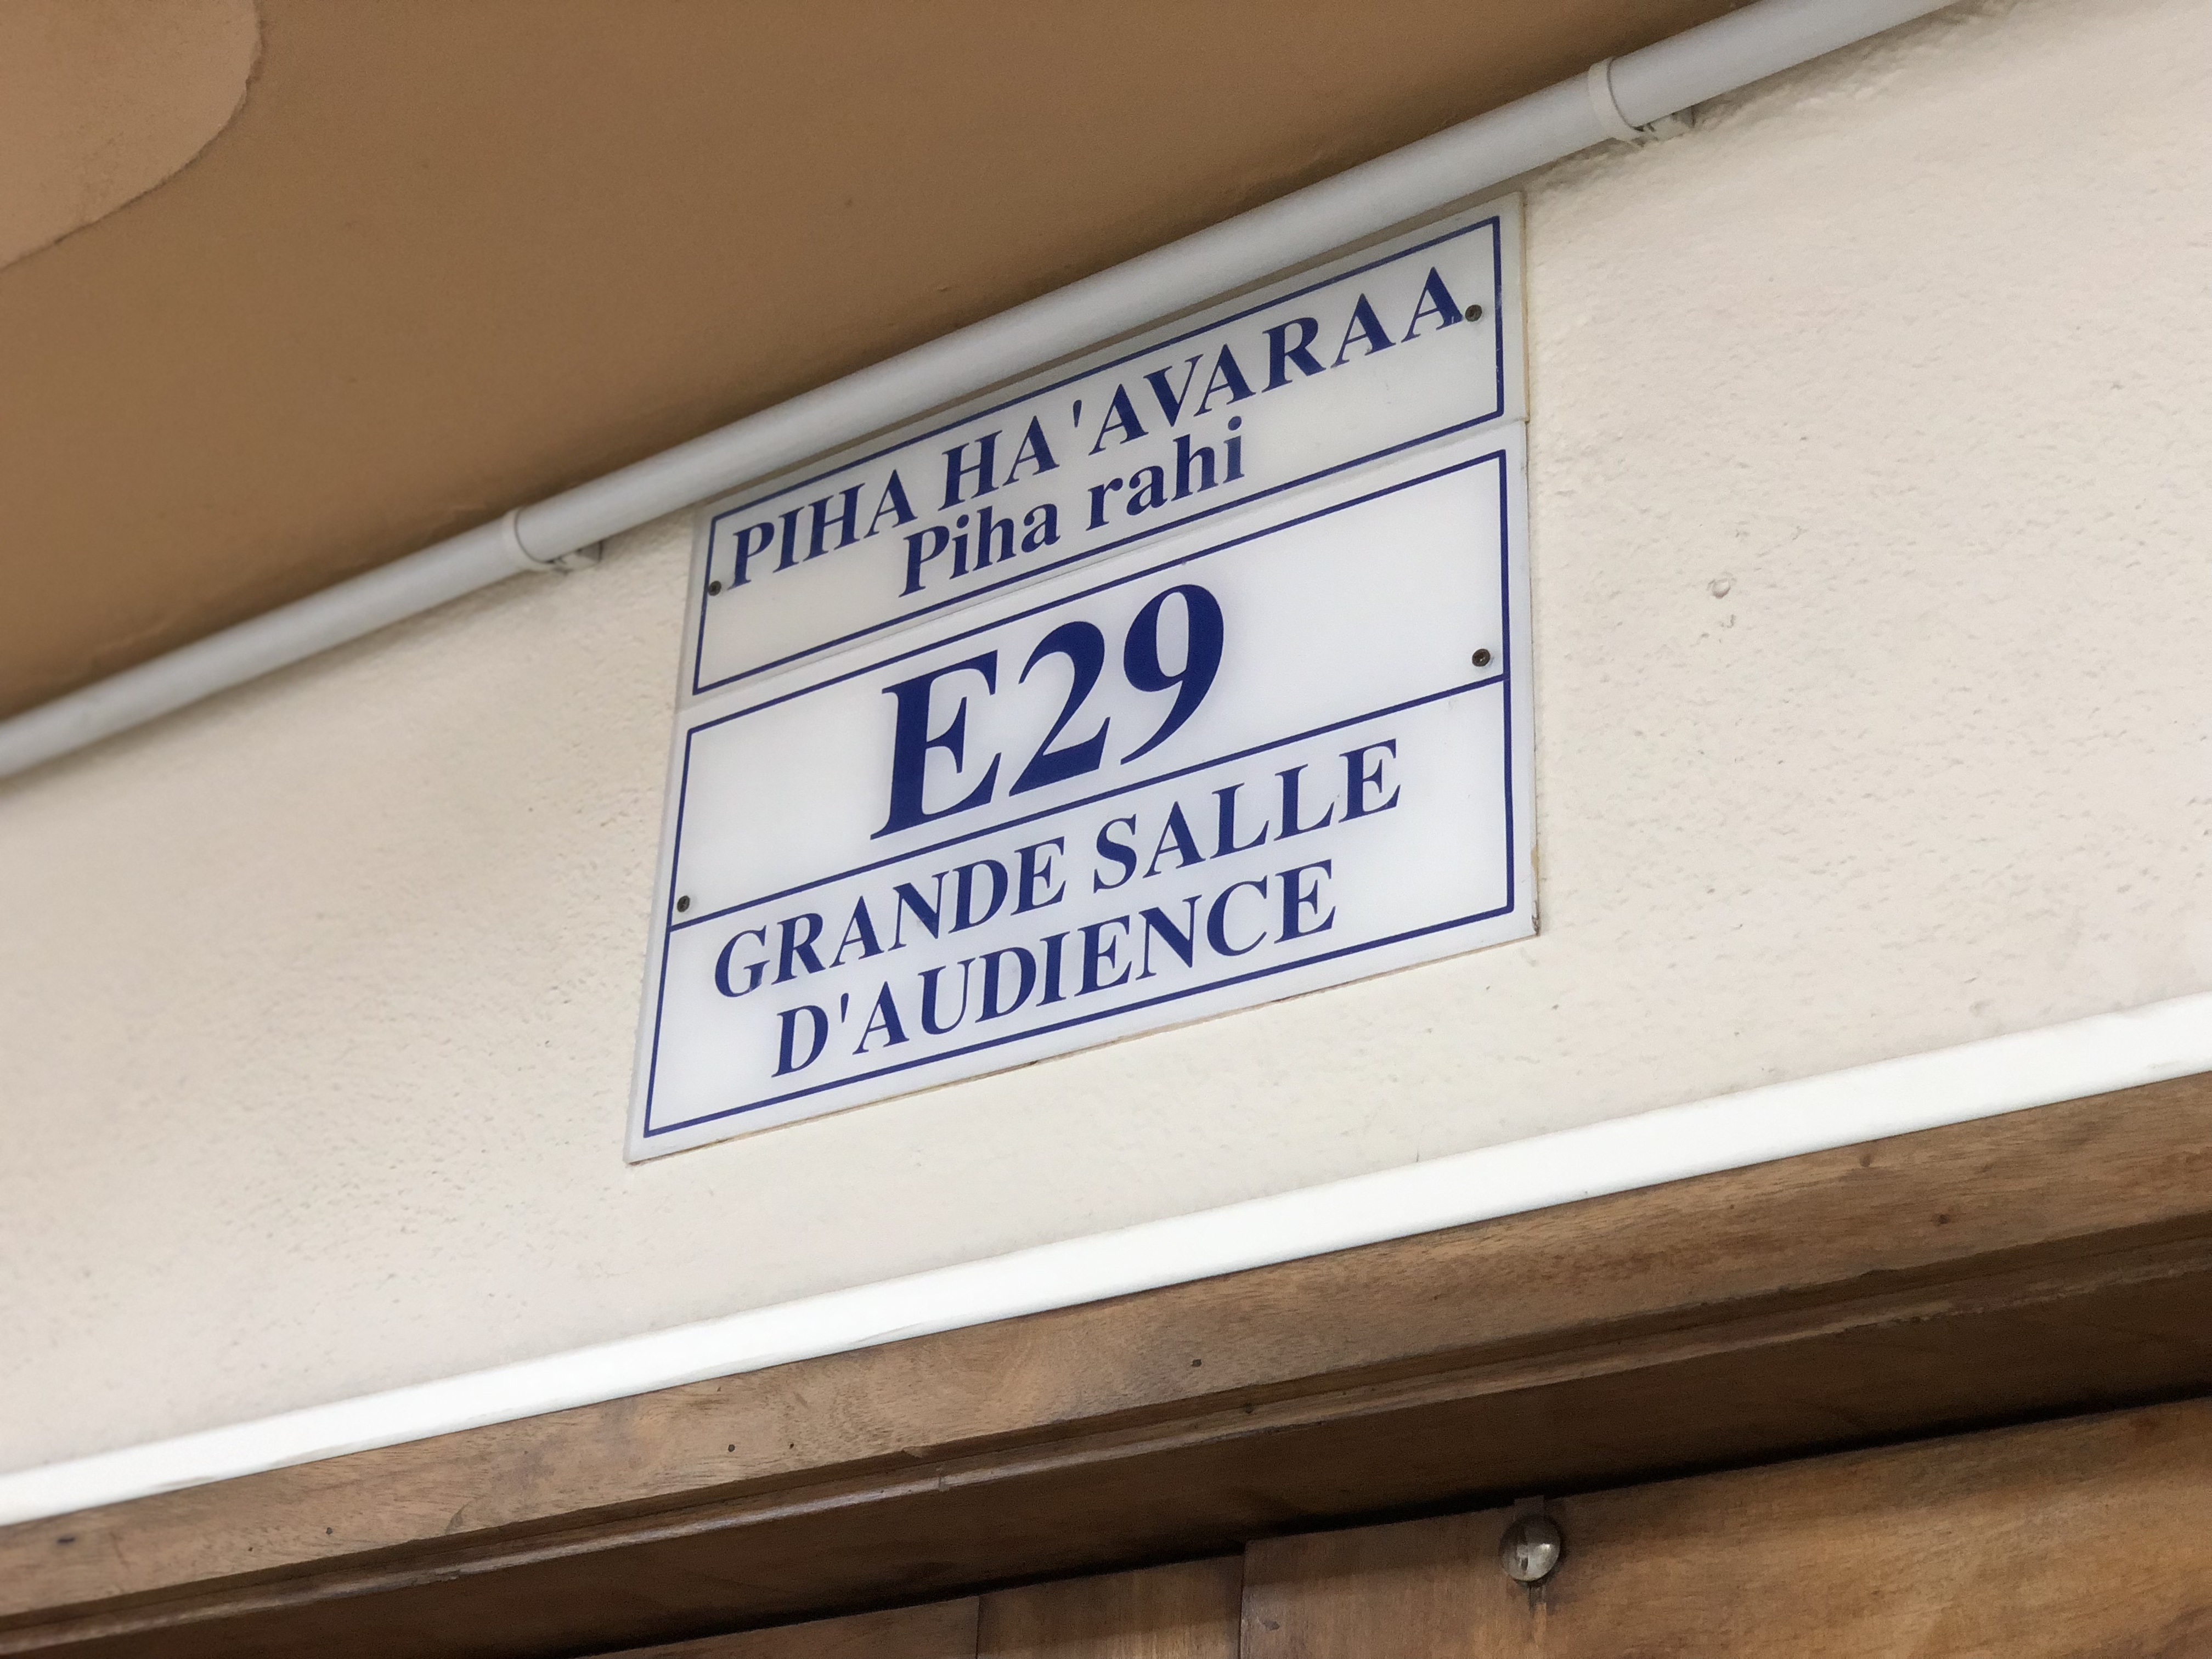 PIHA HA'AVARAA
Piha rahi
E29
GRANDE SALLE
D'AUDIENCE